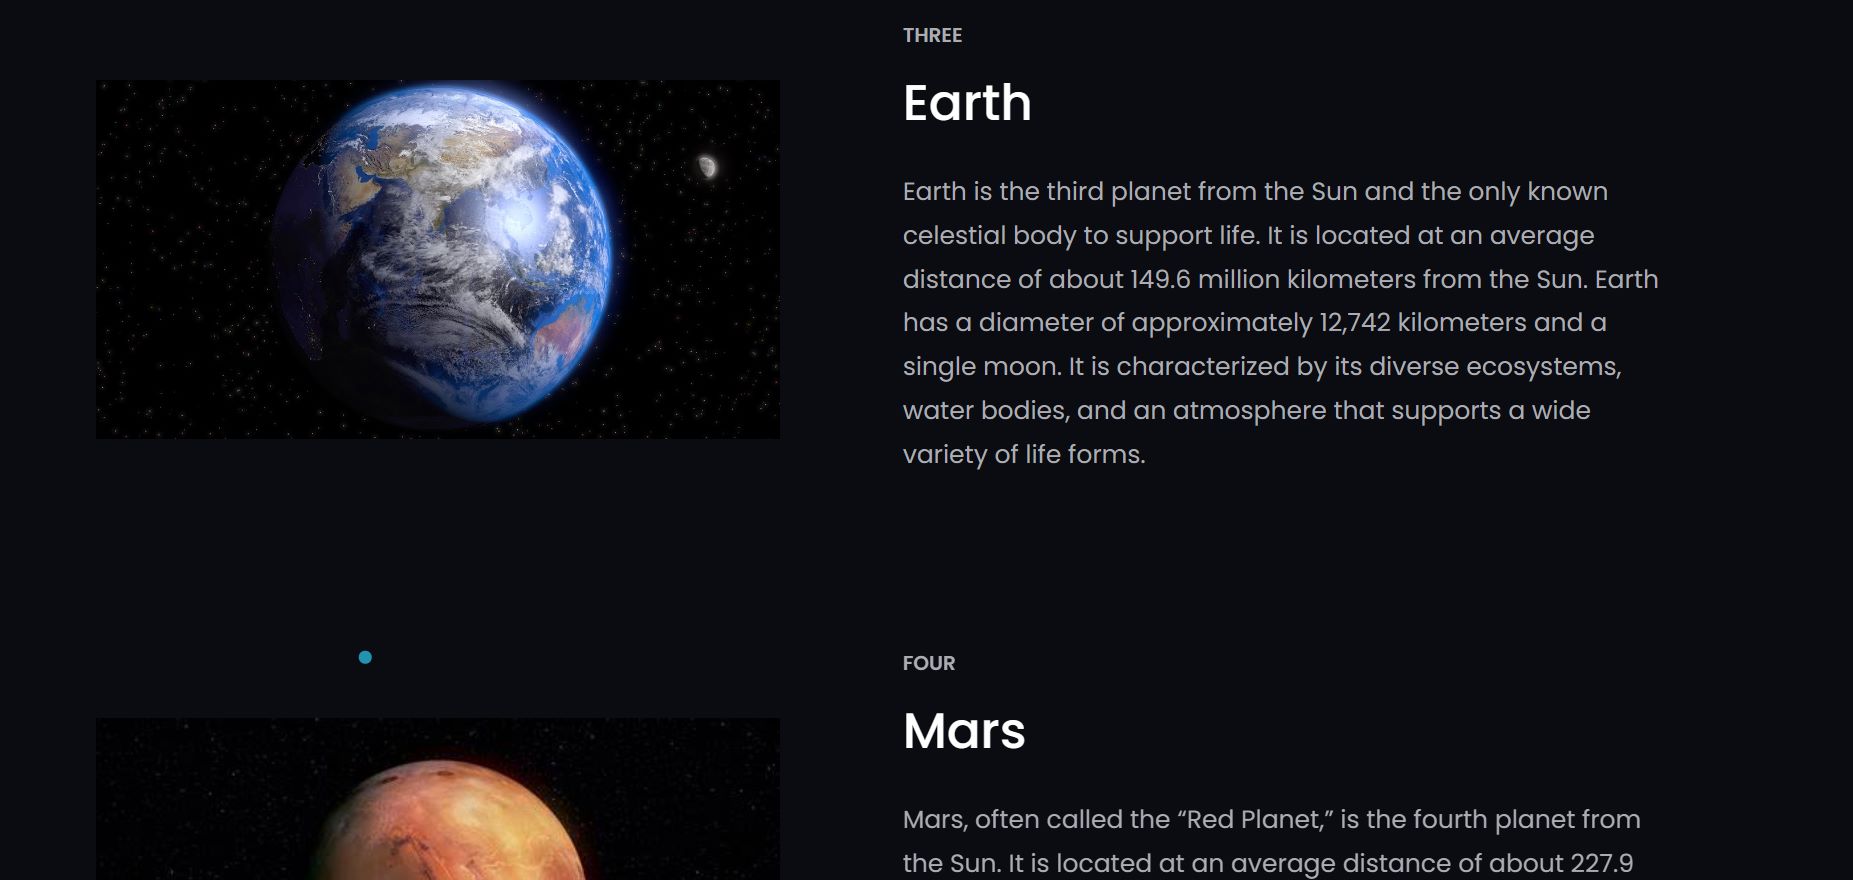 THREE
Earth
Earth is the third planet from the Sun and the only known
celestial body to support life. It is located at an average
distance of about 149.6 million kilometers from the Sun. Earth
has a diameter of approximately 12,742 kilometers and a
single moon. It is characterized by its diverse ecosystems,
water bodies, and an atmosphere that supports a wide
variety of life forms.
FOUR
Mars
Mars, often called the “Red Planet,” is the fourth planet from
the Sun. It is located at an average distance of about 227.9